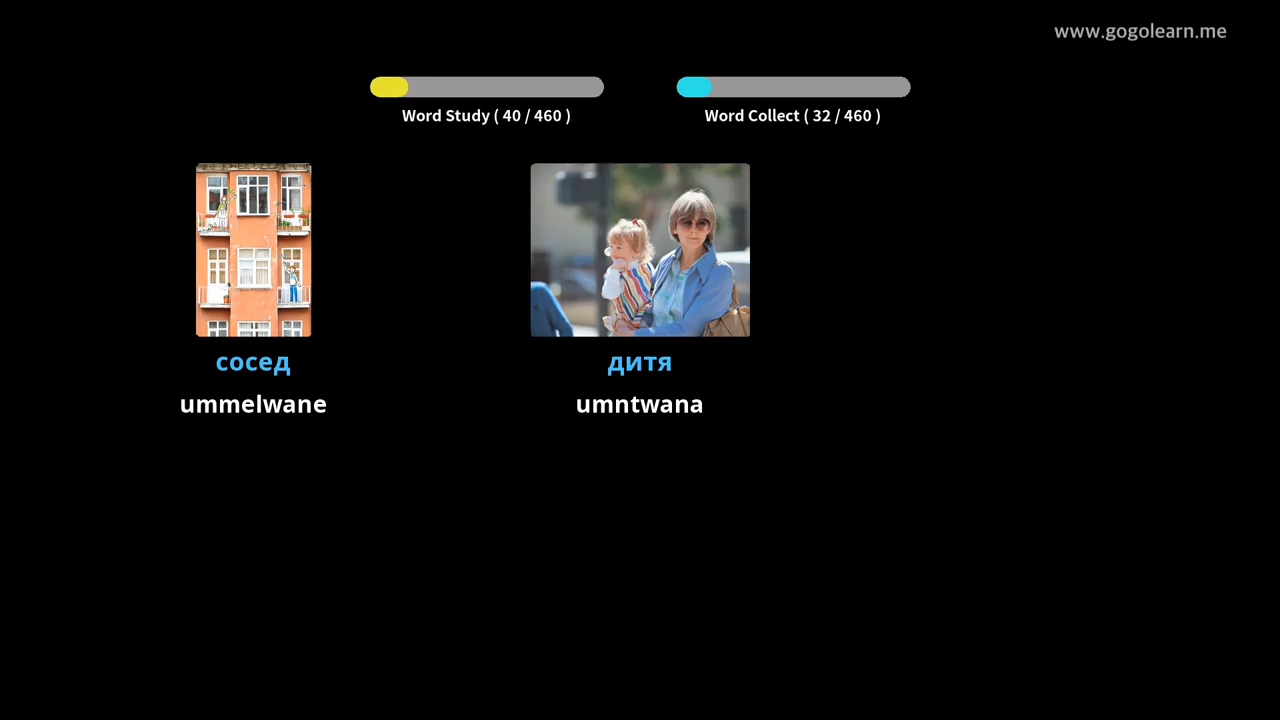 www.gogolearn.me
Word Study ( 40 / 460 )
Word Collect ( 32 / 460 )
сосед
дитя
ummelwane
umntwana